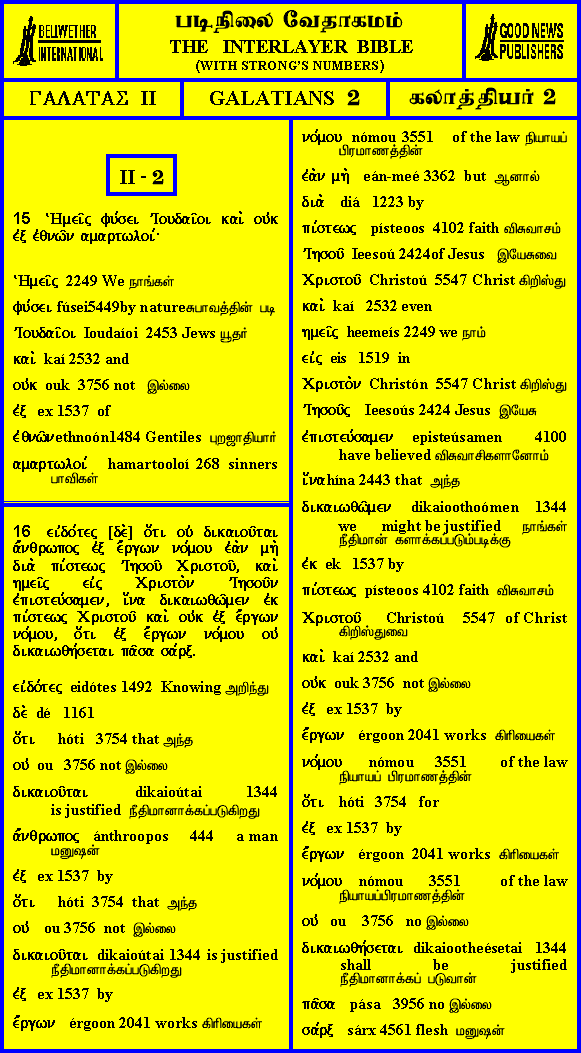 BELLWETHER
INTERNATIONAL
படிநிலை வேதாகமம்
THE INTERLAYER BIBLE
(WITH STRONG'S NUMBERS)
GOOD NEWS
PUBLISHERS
ΓΑΛΑΤΑΣ II
GALATIANS 2
கலாத்தியர் 2
II - 2
15 Ἡμεῖς φύσει Ἰουδαῖοι καὶ οὐκ
ἐξ ἐθνῶν αμαρτωλοί·
Ἡμεῖς 2249 We நாங்கள்
φύσει fúsei5449by natureசுபாவத்தின் படி
Ἰουδαῖοι Ioudaíoi 2453 Jews யூதர்
καὶ kaí 2532 and
οὐκ ouk 3756 not இல்லை
ἐξ ex 1537 of
ἐθνῶνethnoón1484 Gentiles புறஜாதியார்
αμαρτωλοί hamartooloí 268 sinners
பாவிகள்
16 εἰδότες [δὲ] ὅτι οὐ δικαιοῦται
ἄνθρωπος ἐξ ἔργων νόμου ἐὰν μὴ
διὰ πίστεως Ἰησοῦ Χριστοῦ, καὶ
ημεῖς εἰς Χριστὸν Ἰησοῦν
ἐπιστεύσαμεν, ἵνα δικαιωθῶμεν ἐκ
πίστεως Χριστοῦ καὶ οὐκ ἐξ ἔργων
νόμου, ὅτι ἐξ ἔργων νόμου οὐ
δικαιωθήσεται πᾶσα σάρξ.
εἰδότες eidótes 1492 Knowing அறிந்து
δὲ dé 1161
ὅτι hóti 3754 that அந்த
οὐ ou 3756 not இல்லை
δικαιοῦται dikaioútai 1344
is justified நீதிமானாக்கப்படுகிறது
ἄνθρωπος ánthroopos 444 a man
மனுஷன்
ἐξ ex 1537 by
ὅτι hóti 3754 that அந்த
οὐ ou 3756 not இல்லை
δικαιοῦται dikaioútai 1344 is justified
நீதிமானாக்கப்படுகிறது
ἐξ ex 1537 by
ἔργων érgoon 2041 works கிரியைகள்
νόμου nómou 3551 of the law நியாயப்
பிரமாணத்தின்
ἐὰν μὴ eán-meé 3362 but ஆனால்
διὰ diá 1223 by
πίστεως písteoos 4102 faith விசுவாசம்
Ἰησοῦ Ieesoú 2424of Jesus இயேசுவை
Χριστοῦ Christoú 5547 Christ கிறிஸ்து
καὶ kaí 2532 even
ημεῖς heemeís 2249 we நாம்
εἰς eis 1519 in
Χριστὸν Christón 5547 Christ கிறிஸ்து
Ἰησοῦς Ieesoús 2424 Jesus இயேசு
ἐπιστεύσαμεν episteúsamen 4100
have believed விசுவாசிகளானோம்
ἵναhína 2443 that அந்த
δικαιωθῶμεν dikaioothoómen 1344
we might be justified நாங்கள்
நீதிமான் களாக்கப்படும்படிக்கு
ἐκ ek 1537 by
πίστεως písteoos 4102 faith விசுவாசம்
Χριστοῦ Christoú 5547 of Christ
கிறிஸ்துவை
καὶ kaí 2532 and
οὐκ ouk 3756 not இல்லை
ἐξ ex 1537 by
ἔργων érgoon 2041 works கிரியைகள்
νόμου nómou 3551 of the law
நியாயப் பிரமாணத்தின்
ὅτι hóti 3754 for
ἐξ ex 1537 by
ἔργων érgoon 2041 works கிரியைகள்
νόμου nómou 3551 of the law
நியாயப்பிரமாணத்தின்
οὐ ou 3756 no இல்லை
δικαιωθήσεται dikaiootheésetai 1344
shall be justified
நீதிமானாக்கப் படுவான்
πᾶσα pása 3956 no இல்லை
σάρξ sárx 4561 flesh மனுஷன்